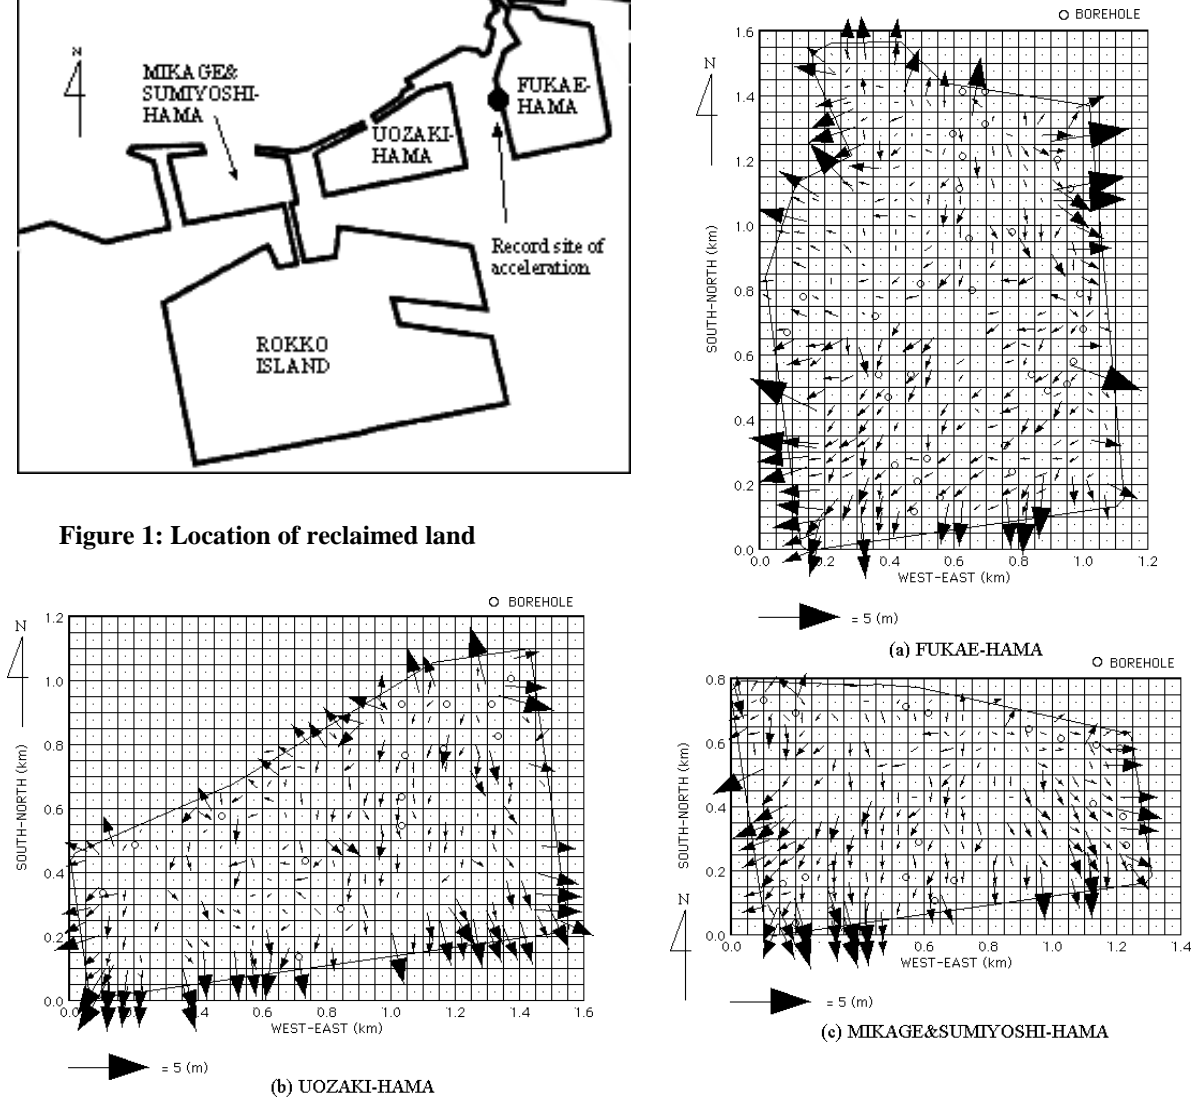 N
MIKAGE&
SUMIYOSHI-
HAMA
UOZAKI-
HAMA
FUKAE-
HAMA
Record site of
acceleration
ROKKO
ISLAND
Figure 1: Location of reclaimed land
BOREHOLE
N
SOUTH-NORTH (km)
1.6
1.4
1.2
1.0
0.8
0.6
0.4
0.2
0.0
0.0 0.2 0.4 0.6 0.8 1.0 1.2
WEST-EAST (km)
= 5 (m)
(a) FUKAE-HAMA
BOREHOLE
N
SOUTH-NORTH (km)
1.2
1.0
0.8
0.6
0.4
0.2
0.0
0.0 0.2 0.4 0.6 0.8 1.0 1.2 1.4 1.6
WEST-EAST (km)
= 5 (m)
(b) UOZAKI-HAMA
BOREHOLE
SOUTH-NORTH (km)
N
0.8
0.6
0.4
0.2
0.0
0.0 0.6 0.8 1.0 1.2 1.4
WEST-EAST (km)
= 5 (m)
(c) MIKAGE&SUMIYOSHI-HAMA